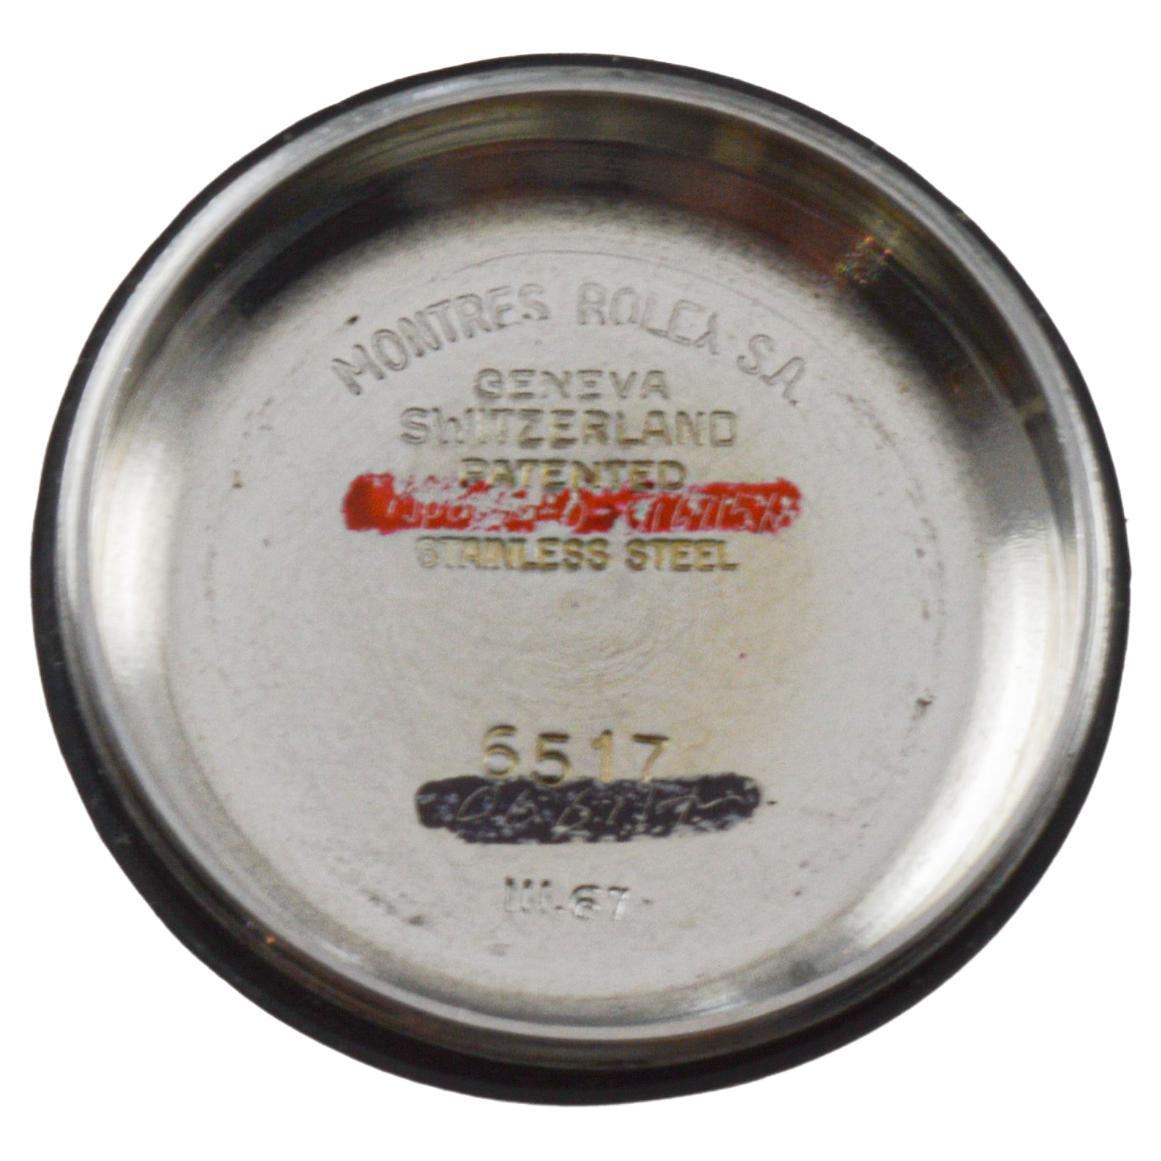 MONTRES ROLEX S.A.
GENEVA
SWITZERLAND
PATENTED
STAINLESS STEEL
6517
III.67